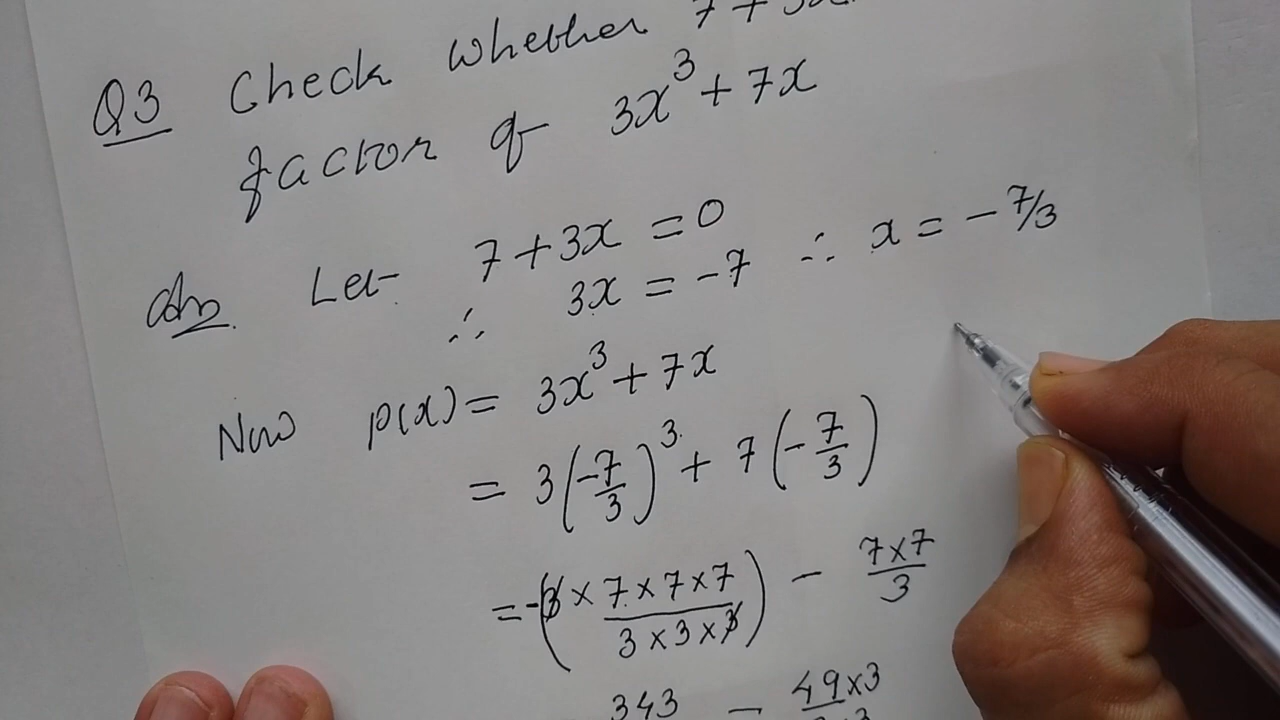 Q3 Check whether 7 + 3x
factor of 3x³ + 7x
Ans. Let 7 + 3x = 0
∴ 3x = -7 ∴ x = -7/3
Now p(x) = 3x³ + 7x
= 3(-7/3)³ + 7(-7/3)
= -(3 × 7 × 7 × 7 / 3 × 3 × 3) - 7×7/3
343 - 49×3